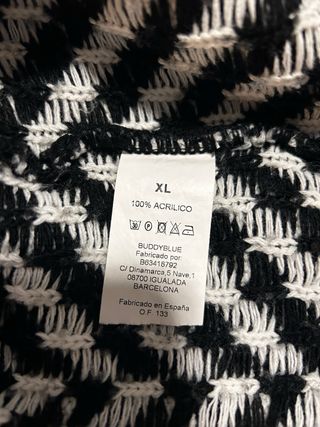 XL
100% ACRILICO
BUDDYBLUE
Fabricado por:
B63418792
C/ Dinamarca,5 Nave,1
08700 IGUALADA
BARCELONA
Fabricado en España
O.F. 133